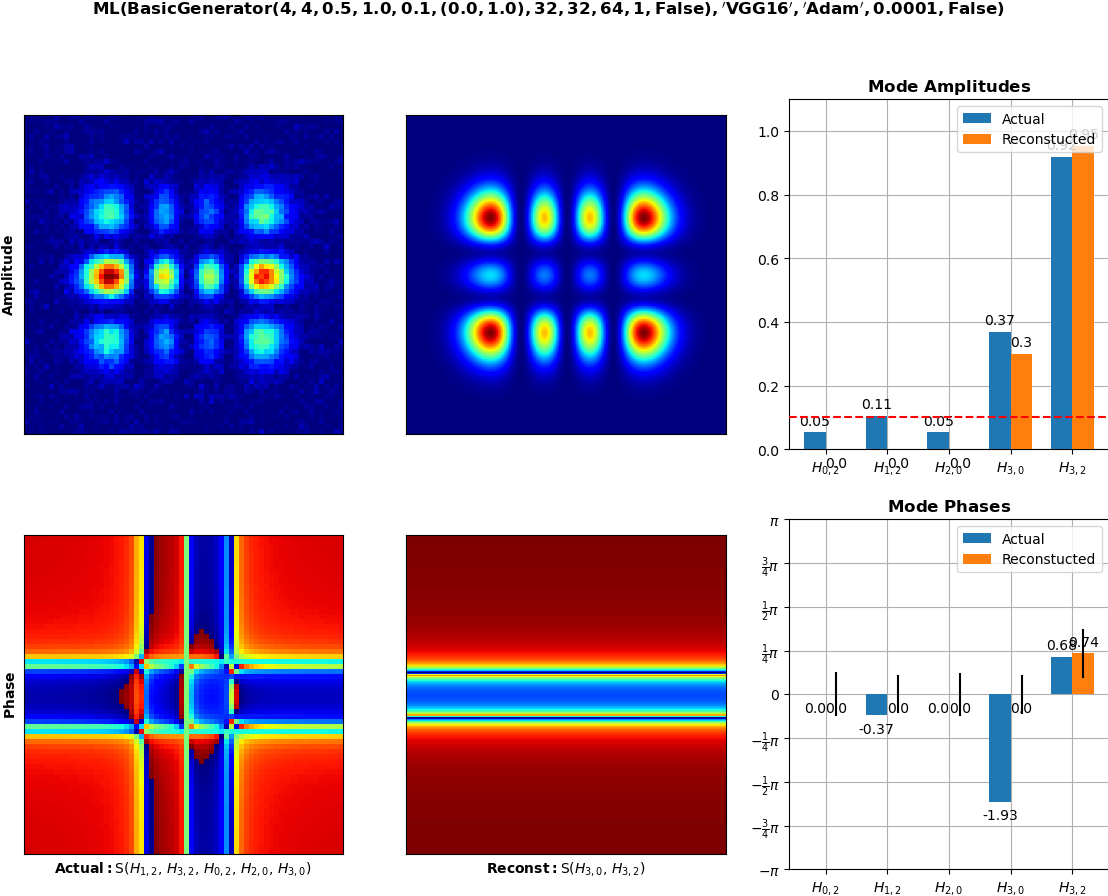 ML(BasicGenerator(4, 4, 0.5, 1.0, 0.1, (0.0, 1.0), 32, 32, 64, 1, False), ′VGG16′, ′Adam′, 0.0001, False)
Mode Amplitudes
Actual
Reconstucted
1.0
0.8
0.6
0.4
0.2
0.0
0.05
0.11
0.05
0.37
0.92
0.0
0.0
0.0
0.3
0.95
H0,2
H1,2
H2,0
H3,0
H3,2
Amplitude
Mode Phases
Actual
Reconstucted
π
3/4π
1/2π
1/4π
0
−1/4π
−1/2π
−3/4π
−π
0.0
-0.37
0.0
-1.93
0.68
0.0
0.0
0.0
0.0
0.74
H0,2
H1,2
H2,0
H3,0
H3,2
Phase
Actual: S(H1,2, H3,2, H0,2, H2,0, H3,0)
Reconst: S(H3,0, H3,2)